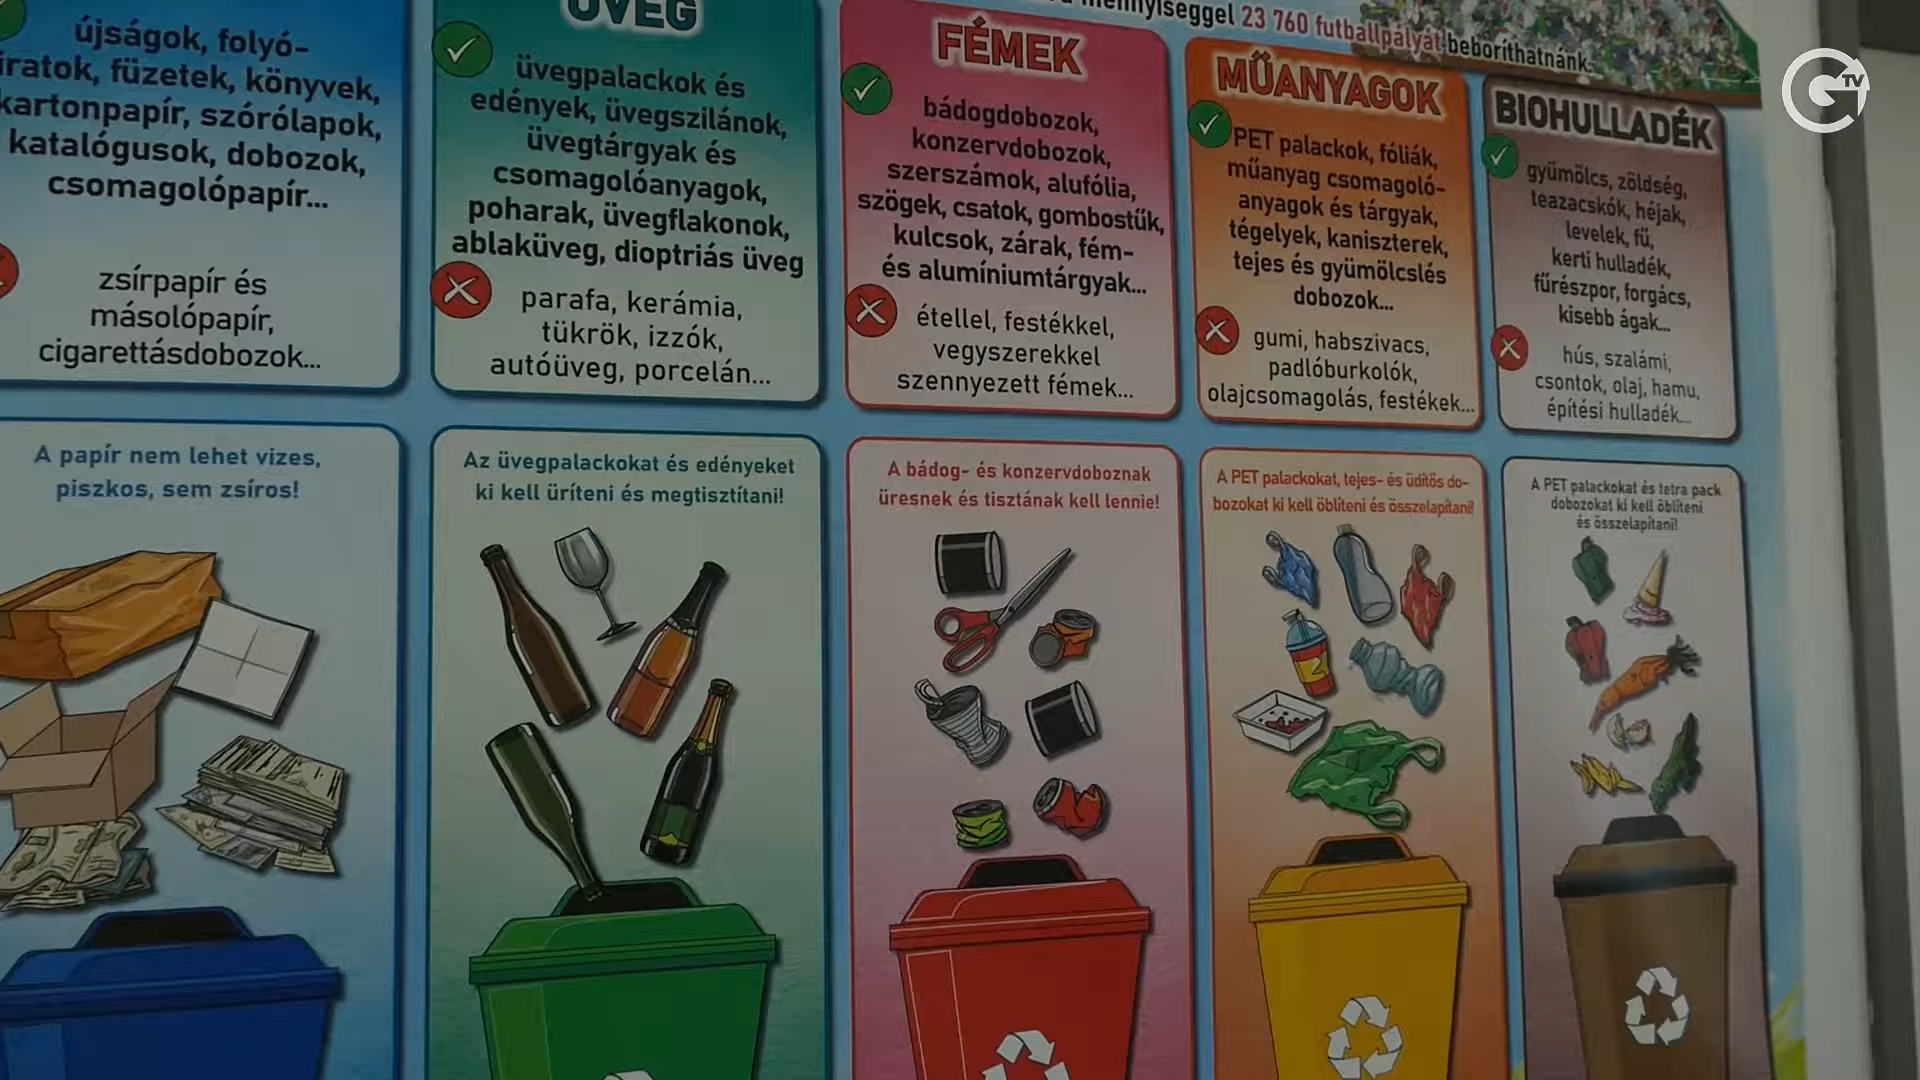 mennyiséggel 23 760 futballpályát beboríthatnánk.
TV
újságok, folyó-
iratok, füzetek, könyvek,
kartonpapír, szórólapok,
katalógusok, dobozok,
csomagolópapír...
zsírpapír és
másolópapír,
cigarettásdobozok...
A papír nem lehet vizes,
piszkos, sem zsíros!
ÜVEG
üvegpalackok és
edények, üvegszilánok,
üvegtárgyak és
csomagolóanyagok,
poharak, üvegflakonok,
ablaküveg, dioptriás üveg
parafa, kerámia,
tükrök, izzók,
autóüveg, porcelán...
Az üvegpalackokat és edényeket
ki kell üríteni és megtisztítani!
FÉMEK
bádogdobozok,
konzervdobozok,
szerszámok, alufólia,
szögek, csatok, gombostűk,
kulcsok, zárak, fém-
és alumíniumtárgyak...
étellel, festékkel,
vegyszerekkel
szennyezett fémek...
A bádog- és konzervdoboznak
üresnek és tisztának kell lennie!
MŰANYAGOK
PET palackok, fóliák,
műanyag csomagoló-
anyagok és tárgyak,
tégelyek, kaniszterek,
tejes és gyümölcslés
dobozok...
gumi, habszivacs,
padlóburkolók,
olajcsomagolás, festékek...
A PET palackokat, tejes- és üdítős do-
bozokat ki kell öblíteni és összelapítani!
BIOHULLADÉK
gyümölcs, zöldség,
teazacskók, héjak,
levelek, fű,
kerti hulladék,
fűrészpor, forgács,
kisebb ágak...
hús, szalámi,
csontok, olaj, hamu,
építési hulladék...
A PET palackokat és tetra pack
dobozokat ki kell öblíteni
és összelapítani!